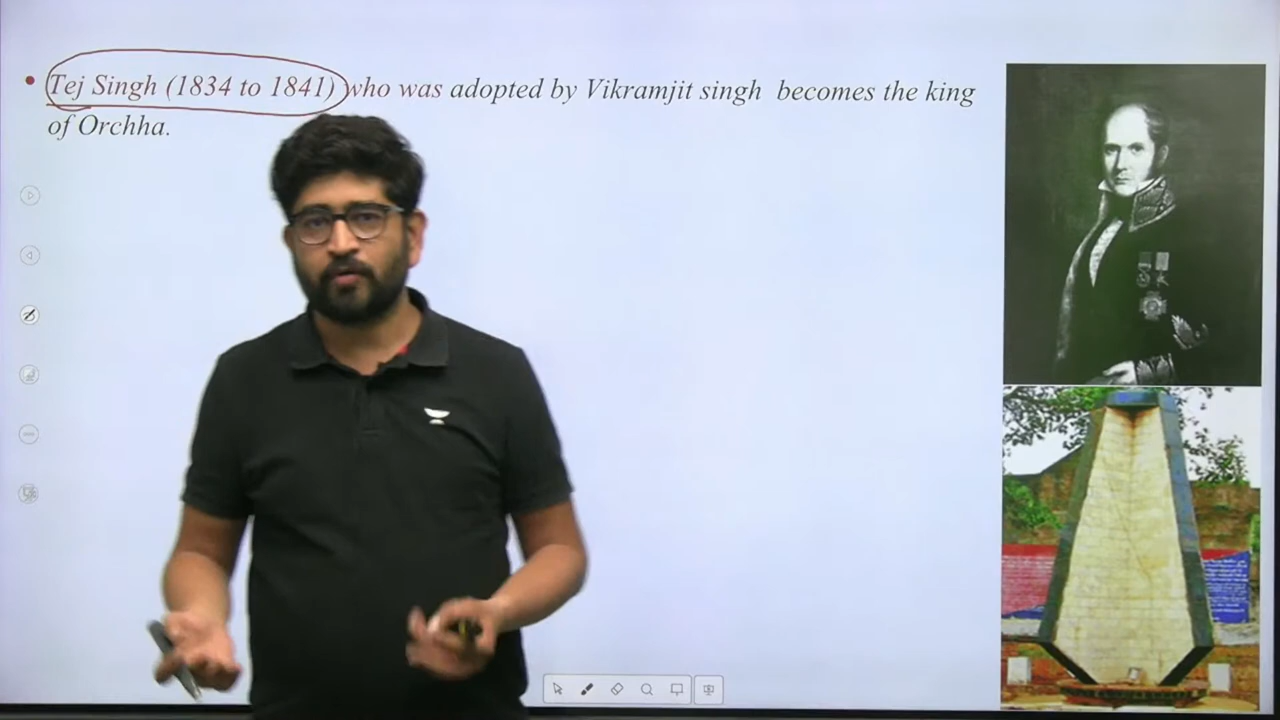 Tej Singh (1834 to 1841) who was adopted by Vikramjit singh becomes the king
of Orchha.